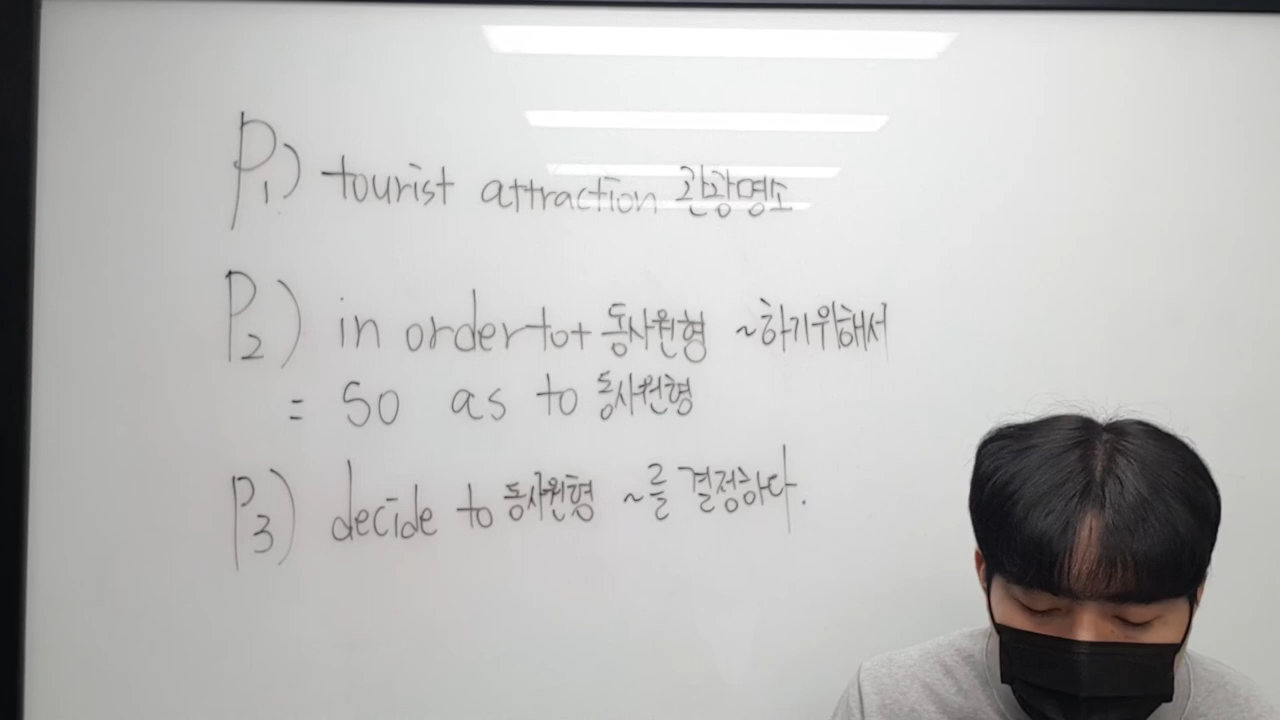 P1) tourist attraction 관광명소
P2) in order to + 동사원형 ~하기위해서
= so as to 동사원형
P3) decide to 동사원형 ~를 결정하다.